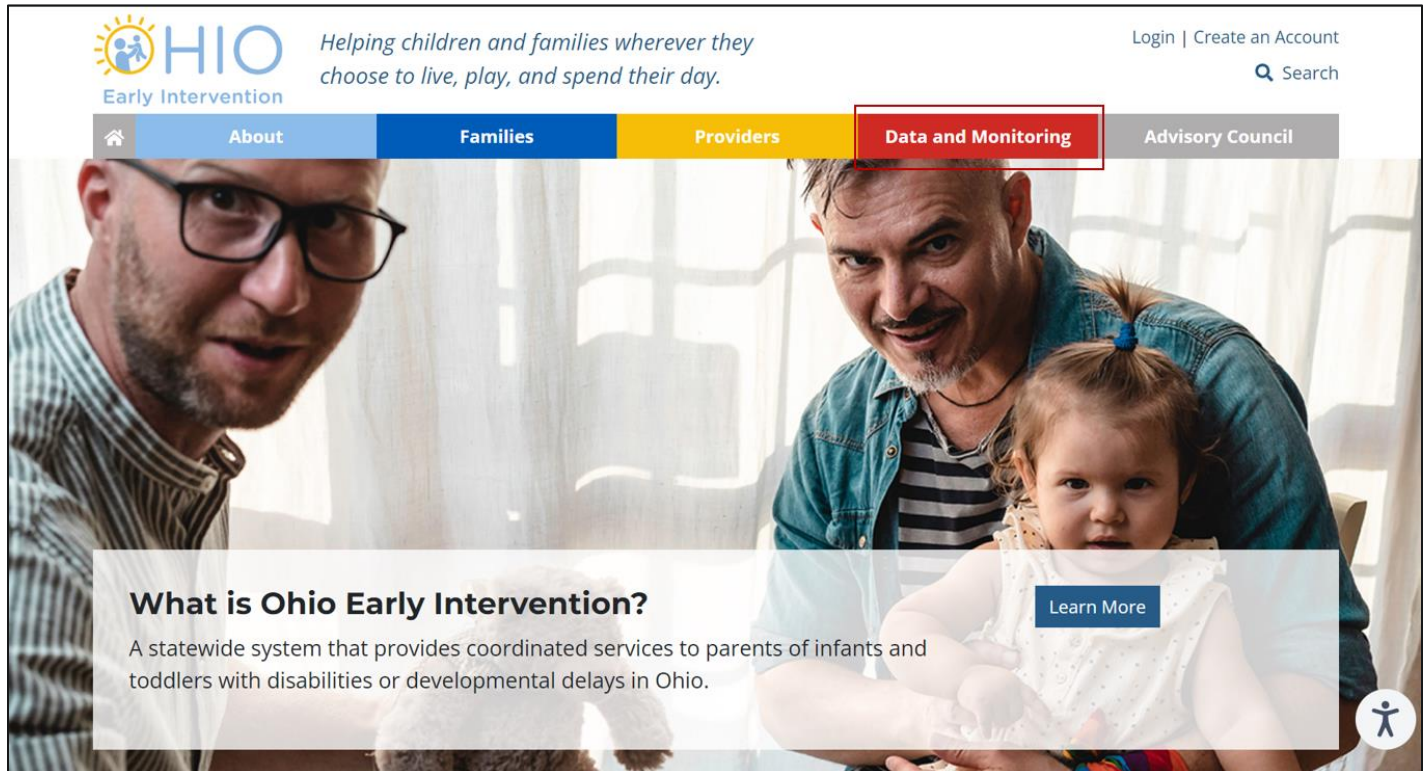 OHIO
Early Intervention
Helping children and families wherever they
choose to live, play, and spend their day.
Login | Create an Account
Search
About
Families
Providers
Data and Monitoring
Advisory Council
What is Ohio Early Intervention?
A statewide system that provides coordinated services to parents of infants and
toddlers with disabilities or developmental delays in Ohio.
Learn More